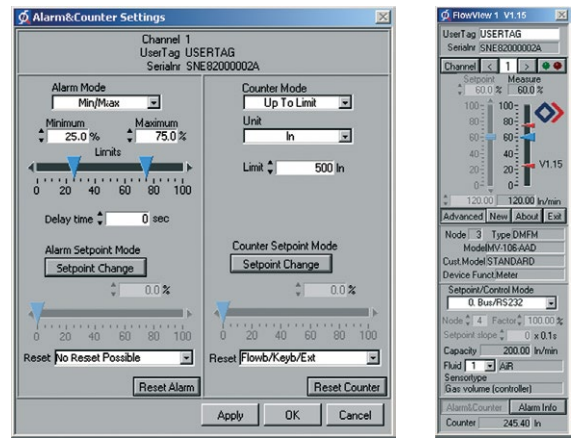 Alarm&Counter Settings
Channel 1
UserTag USERTAG
Serialnr SNE82000002A
Alarm Mode
Min/Max
Minimum Maximum
25.0 % 75.0 %
Limits
0 20 40 60 80 100
Delay time 0 sec
Alarm Setpoint Mode
Setpoint Change
0.0 %
0 20 40 60 80 100
Reset No Reset Possible
Reset Alarm
Counter Mode
Up To Limit
Unit
ln
Limit 500 ln
Counter Setpoint Mode
Setpoint Change
0.0 %
0 20 40 60 80 100
Reset Flowb/Keyb/Ext
Reset Counter
Apply OK Cancel
FlowView 1 V1.15
UserTag USERTAG
Serialnr SNE82000002A
Channel < 1 >
Setpoint Measure
60.0 % 60.0 %
100 100
80 80
60 60
40 40
20 20
0 0
V1.15
120.00 120.00 ln/min
Advanced New About Exit
Node 3 Type DMFM
Model MV-106-AAD
Cust.Model STANDARD
Device Funct Meter
Setpoint/Control Mode
0. Bus/RS232
Node 4 Factor 100.00 %
Setpoint slope 0 x 0.1s
Capacity 200.00 ln/min
Fluid 1 AIR
Sensortype
Gas volume (controller)
Alarm&Counter Alarm Info
Counter 245.40 ln